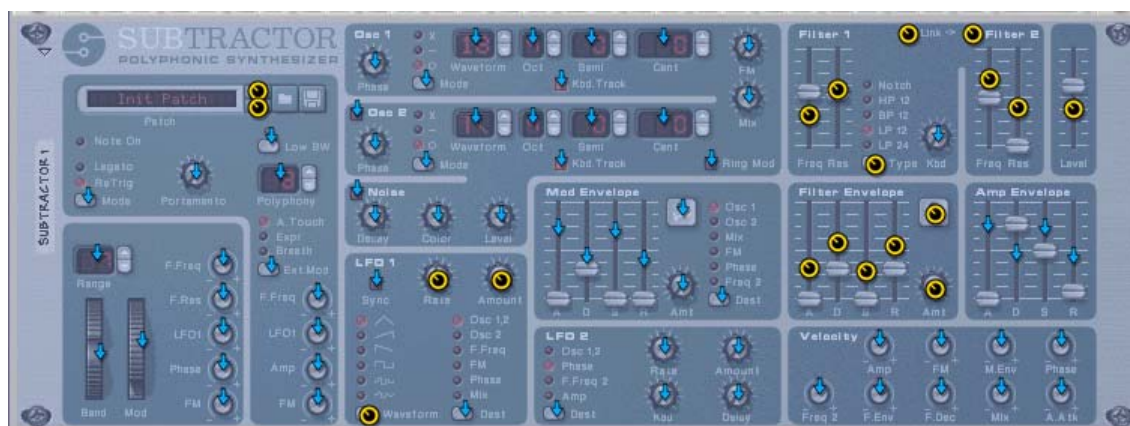 SUBTRACTOR
POLYPHONIC SYNTHESIZER
Init Patch
Patch
Note On
Low BW
Legato
ReTrig
Mode
Portamento
Polyphony
SUBTRACTOR 1
Range
Bend
Mod
F.Freq
F.Res
LFO1
Phase
FM
A.Touch
Expr
Breath
Ext.Mod
F.Freq
LFO1
Amp
FM
Osc 1
Phase
Mode
Waveform
Oct
Semi
Cent
Kbd.Track
FM
Osc 2
Phase
Mode
Waveform
Oct
Semi
Cent
Kbd.Track
Mix
Ring Mod
Noise
Decay
Color
Level
LFO 1
Sync
Rate
Amount
Osc 1,2
Osc 2
F.Freq
FM
Phase
Mix
Waveform
Dest
Mod Envelope
A D S R
Amt
Osc 1
Osc 2
Mix
FM
Phase
Freq 2
Dest
LFO 2
Osc 1,2
Phase
F.Freq 2
Amp
Dest
Rate
Amount
Kbd
Delay
Filter 1
Link ->
Filter 2
Notch
HP 12
BP 12
LP 12
LP 24
Type
Freq Res
Kbd
Freq Res
Level
Filter Envelope
A D S R
Amt
Amp Envelope
A D S R
Velocity
Amp
FM
M.Env
Phase
Freq 2
F.Env
F.Dec
Mix
A.Atk